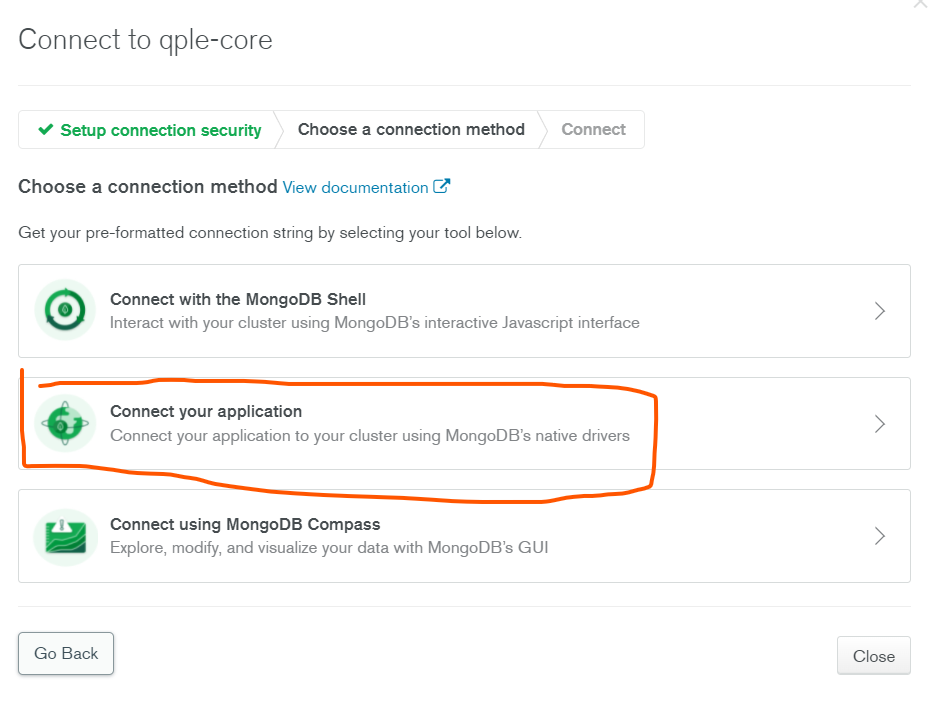 Connect to qple-core
Setup connection security Choose a connection method Connect
Choose a connection method View documentation
Get your pre-formatted connection string by selecting your tool below.
Connect with the MongoDB Shell
Interact with your cluster using MongoDB's interactive Javascript interface
Connect your application
Connect your application to your cluster using MongoDB's native drivers
Connect using MongoDB Compass
Explore, modify, and visualize your data with MongoDB's GUI
Go Back
Close